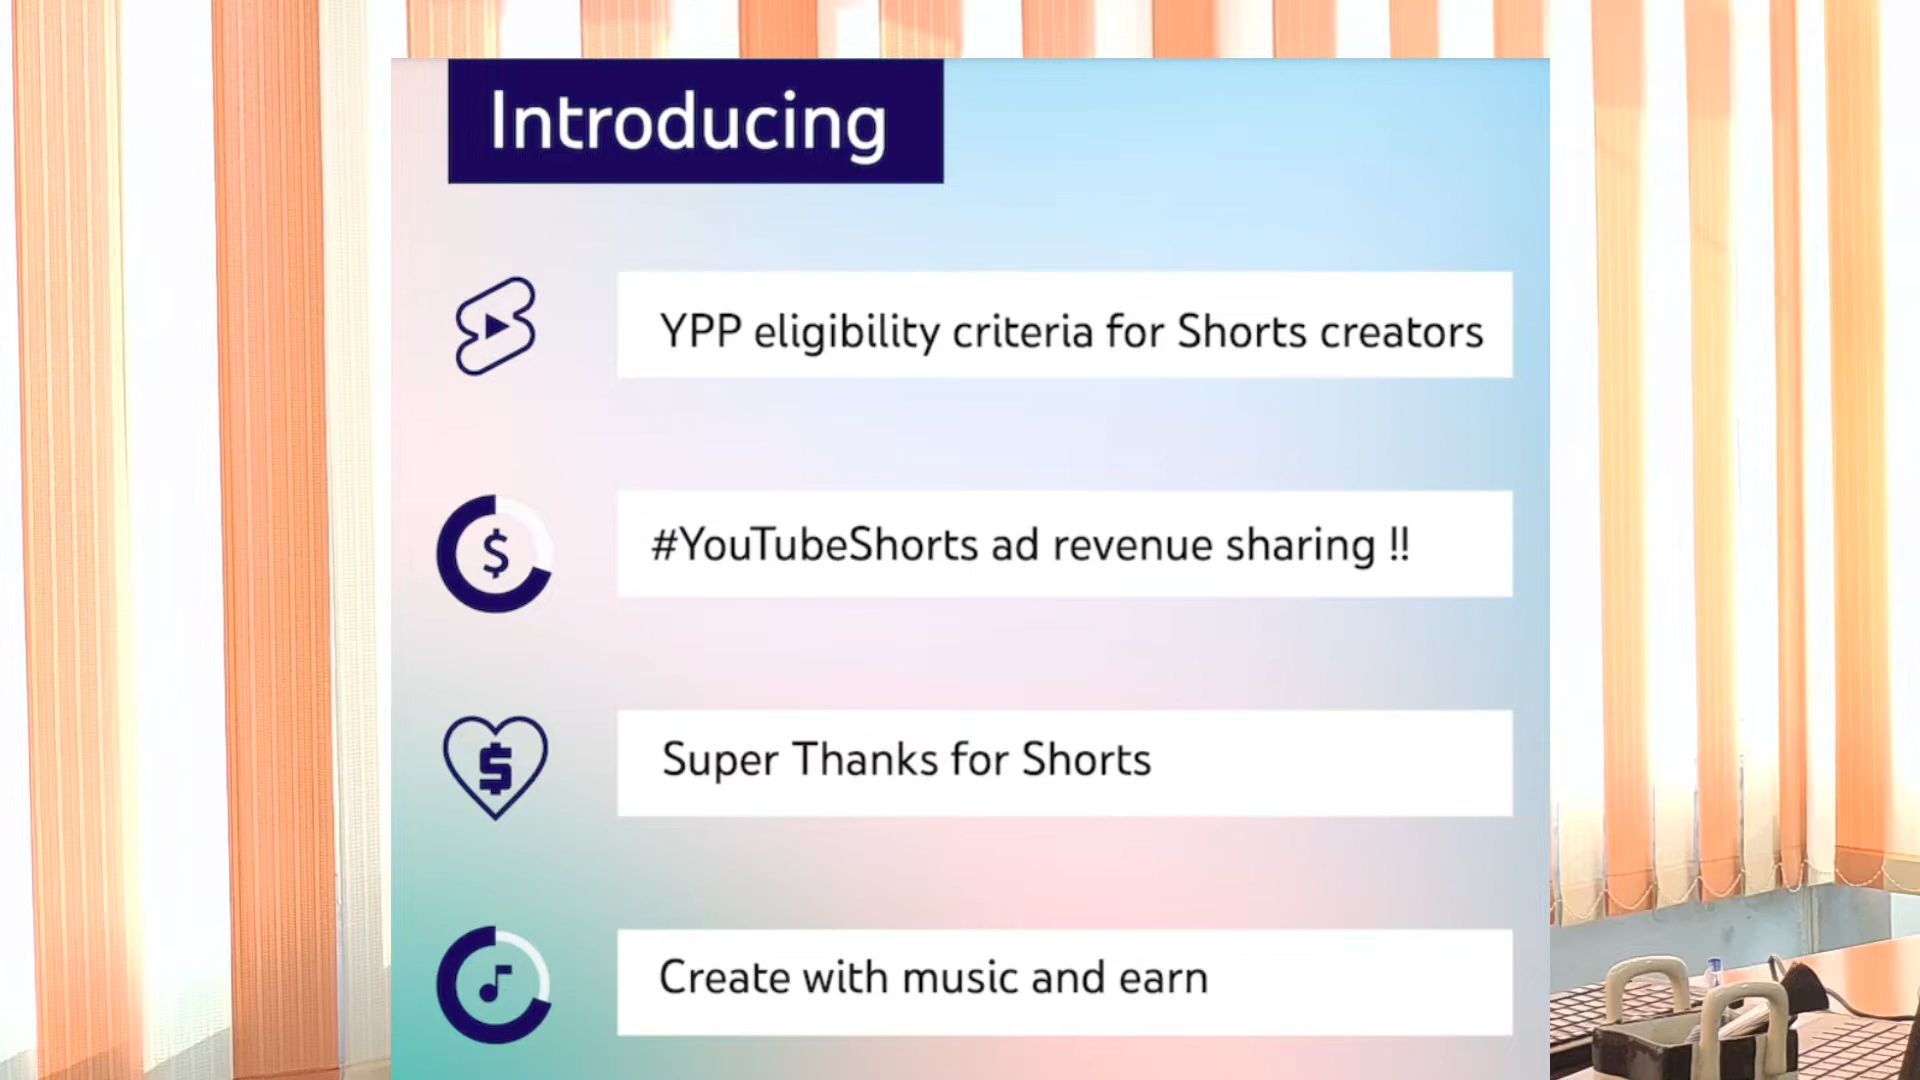 Introducing
YPP eligibility criteria for Shorts creators
#YouTubeShorts ad revenue sharing !!
Super Thanks for Shorts
Create with music and earn